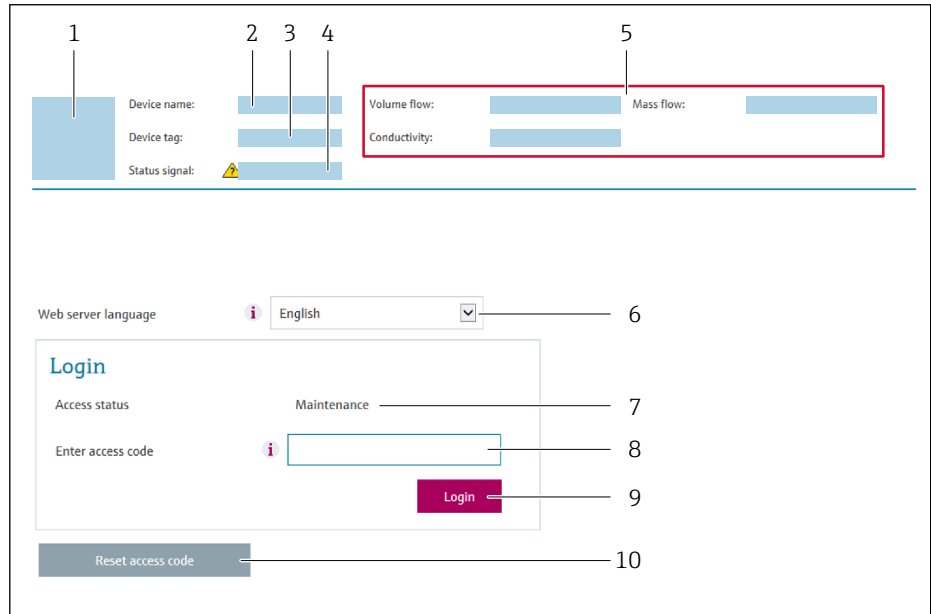 1 2 3 4 5
Device name: Volume flow: Mass flow:
Device tag: Conductivity:
Status signal: ?
Web server language i English 6
Login
Access status Maintenance 7
Enter access code i 8
Login 9
Reset access code 10